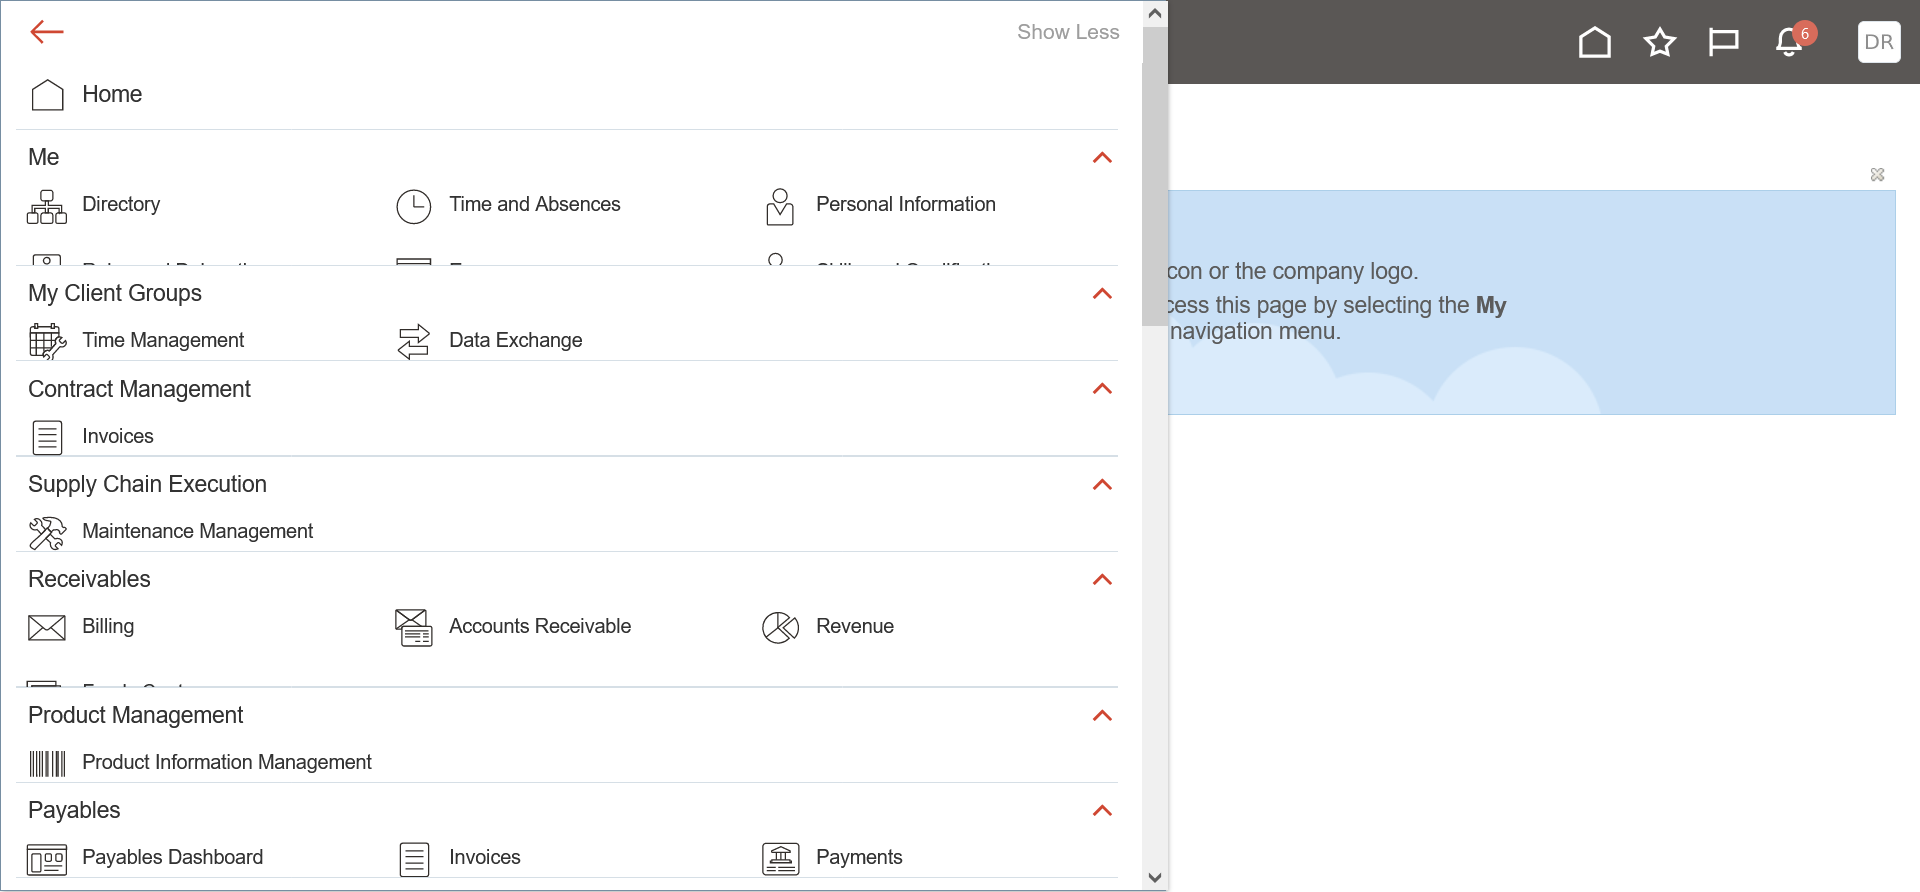 Show Less
6
DR
Home
Me
Directory
Time and Absences
Personal Information
My Client Groups
Time Management
Data Exchange
Contract Management
Invoices
Supply Chain Execution
Maintenance Management
Receivables
Billing
Accounts Receivable
Revenue
Product Management
Product Information Management
Payables
Payables Dashboard
Invoices
Payments
con or the company logo.
cess this page by selecting the My
navigation menu.